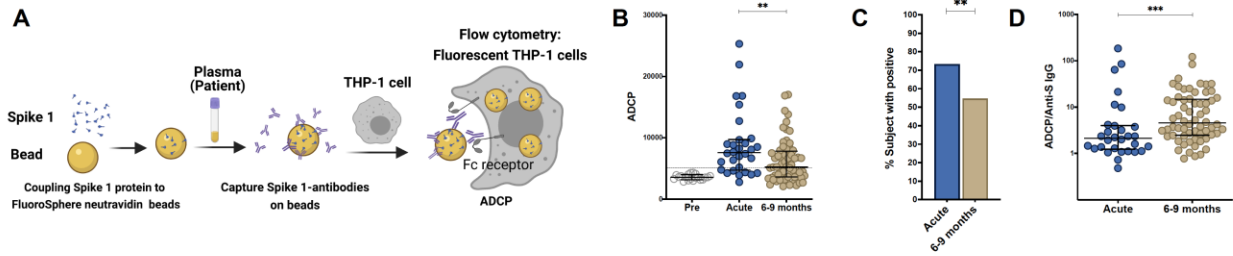 A
Spike 1
Bead
Plasma
(Patient)
THP-1 cell
Flow cytometry:
Fluorescent THP-1 cells
Fc receptor
ADCP
Coupling Spike 1 protein to
FluoroSphere neutravidin beads
Capture Spike 1-antibodies
on beads
B
**
30000
20000
10000
0
ADCP
Pre
Acute
6-9 months
C
**
100
90
80
70
60
50
40
30
20
10
0
% Subject with positive
Acute
6-9 months
D
***
1000
100
10
1
ADCP/Anti-S IgG
Acute
6-9 months